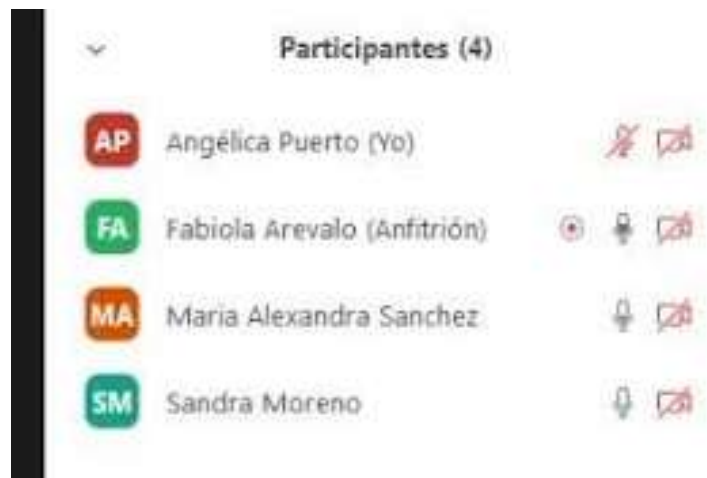 Participantes (4)
AP Angélica Puerto (Yo)
FA Fabiola Arevalo (Anfitrión)
MA Maria Alexandra Sanchez
SM Sandra Moreno